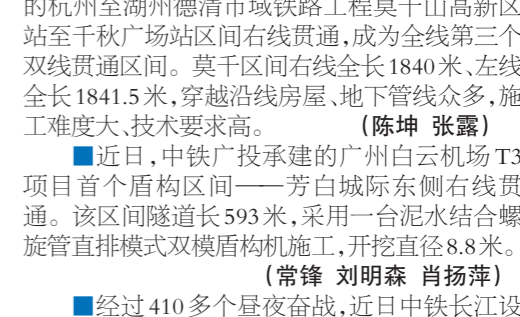 的杭州至湖州德清市域铁路工程莫干山高新区
站至千秋广场站区间右线贯通,成为全线第三个
双线贯通区间。莫千区间右线全长1840米、左线
全长1841.5米,穿越沿线房屋、地下管线众多,施
工难度大、技术要求高。 (陈坤 张露)
■近日,中铁广投承建的广州白云机场T3
项目首个盾构区间——芳白城际东侧右线贯
通。该区间隧道长593米,采用一台泥水结合螺
旋管直排模式双模盾构机施工,开挖直径8.8米。
(常锋 刘明森 肖扬萍)
■经过410多个昼夜奋战,近日中铁长江设